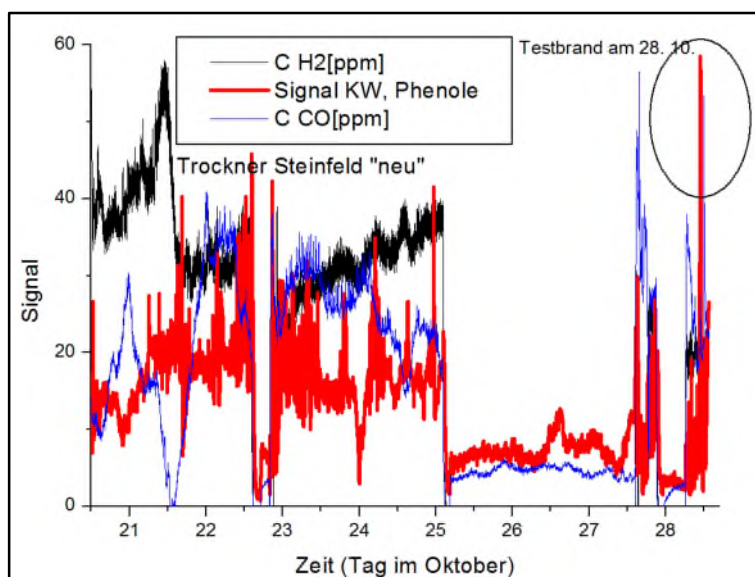 60
40
20
0
Signal
C H2[ppm]
Signal KW, Phenole
C CO[ppm]
Testbrand am 28. 10.
Trockner Steinfeld "neu"
21 22 23 24 25 26 27 28
Zeit (Tag im Oktober)